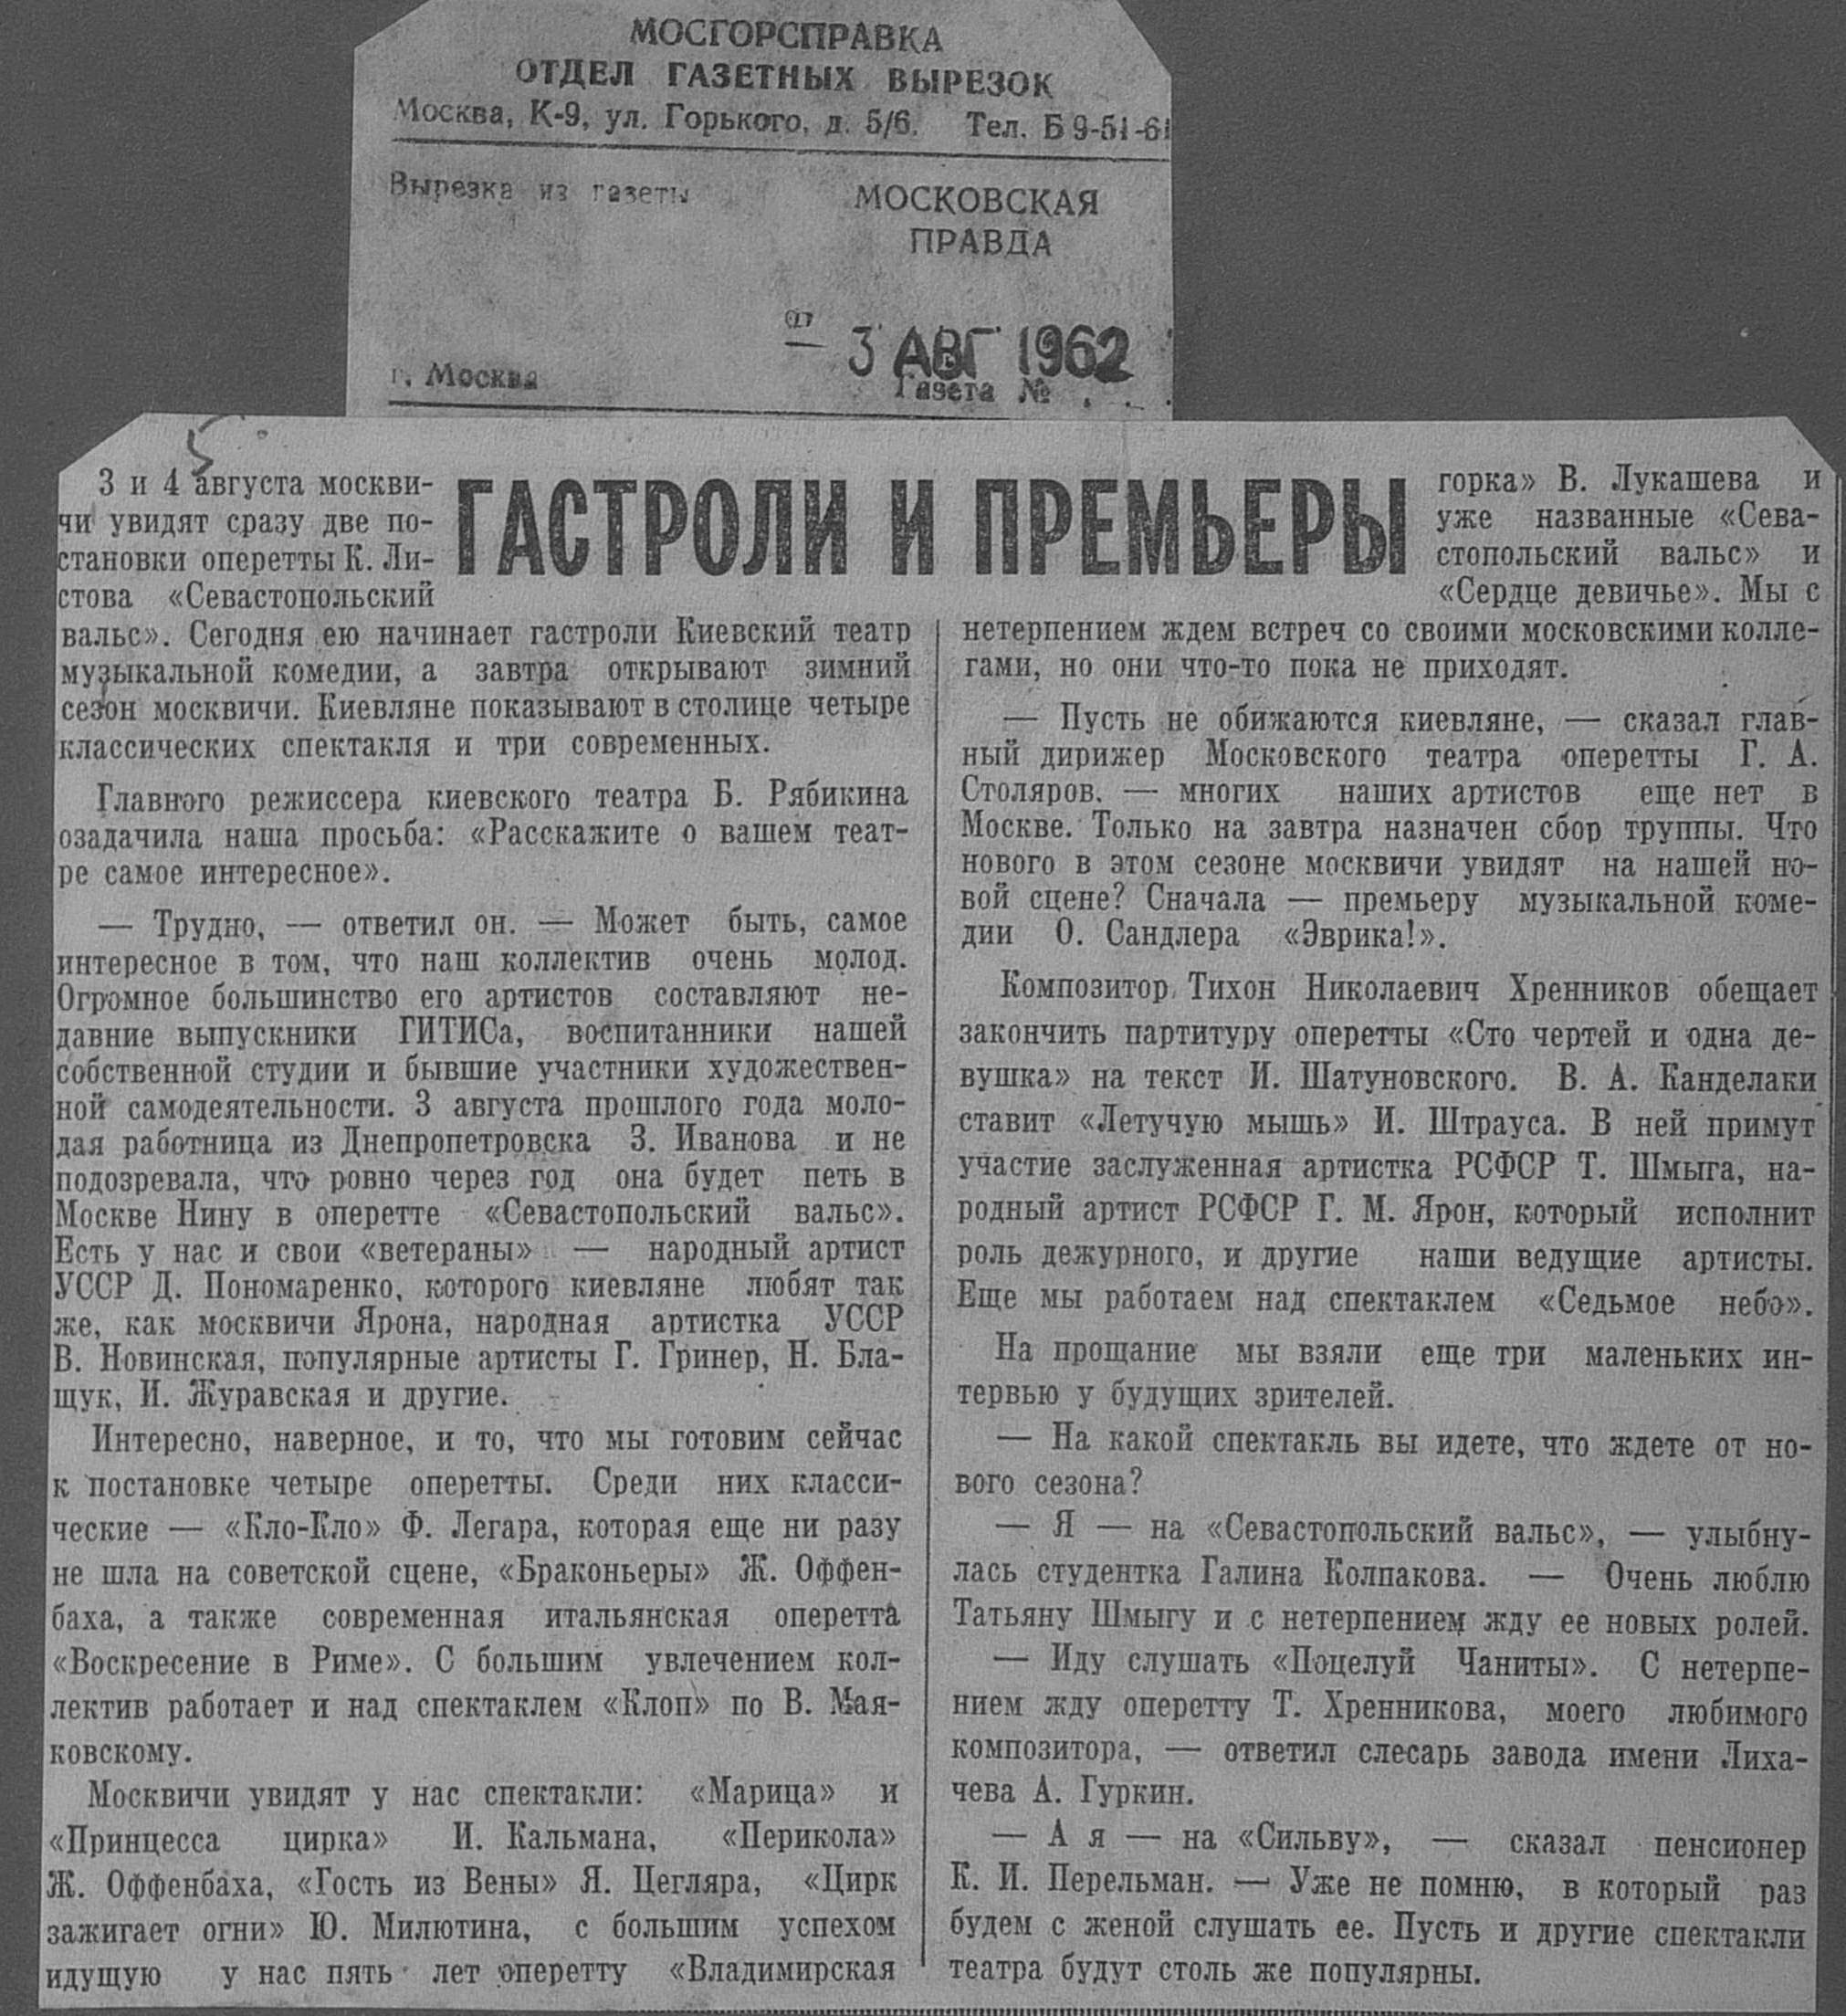 МОСГОРСПРАВКА
ОТДЕЛ ГАЗЕТНЫХ ВЫРЕЗОК
Москва, К-9, ул. Горького, д. 5/6. Тел. Б 9-51-61
Вырезка из газеты
МОСКОВСКАЯ
ПРАВДА
от
- 3 АВГ 1962
г. Москва
Газета №
5
ГАСТРОЛИ И ПРЕМЬЕРЫ
3 и 4 августа москви-
чи увидят сразу две по-
становки оперетты К. Ли-
стова «Севастопольский
вальс». Сегодня ею начинает гастроли Киевский театр
музыкальной комедии, а завтра открывают зимний
сезон москвичи. Киевляне показывают в столице четыре
классических спектакля и три современных.
Главного режиссера киевского театра Б. Рябикина
озадачила наша просьба: «Расскажите о вашем теат-
ре самое интересное».
— Трудно, — ответил он. — Может быть, самое
интересное в том, что наш коллектив очень молод.
Огромное большинство его артистов составляют не-
давние выпускники ГИТИСа, воспитанники нашей
собственной студии и бывшие участники художествен-
ной самодеятельности. 3 августа прошлого года моло-
дая работница из Днепропетровска З. Иванова и не
подозревала, что ровно через год она будет петь в
Москве Нину в оперетте «Севастопольский вальс».
Есть у нас и свои «ветераны» — народный артист
УССР Д. Пономаренко, которого киевляне любят так
же, как москвичи Ярона, народная артистка УССР
В. Новинская, популярные артисты Г. Гринер, Н. Бла-
щук, И. Журавская и другие.
Интересно, наверное, и то, что мы готовим сейчас
к постановке четыре оперетты. Среди них класси-
ческие — «Кло-Кло» Ф. Легара, которая еще ни разу
не шла на советской сцене, «Браконьеры» Ж. Оффен-
баха, а также современная итальянская оперетта
«Воскресение в Риме». С большим увлечением кол-
лектив работает и над спектаклем «Клоп» по В. Мая-
ковскому.
Москвичи увидят у нас спектакли: «Марица» и
«Принцесса цирка» И. Кальмана, «Перикола»
Ж. Оффенбаха, «Гость из Вены» Я. Цегляра, «Цирк
зажигает огни» Ю. Милютина, с большим успехом
идущую у нас пять лет оперетту «Владимирская
горка» В. Лукашева и
уже названные «Сева-
стопольский вальс» и
«Сердце девичье». Мы с
нетерпением ждем встреч со своими московскими колле-
гами, но они что-то пока не приходят.
— Пусть не обижаются киевляне, — сказал глав-
ный дирижер Московского театра оперетты Г. А.
Столяров. — многих наших артистов еще нет в
Москве. Только на завтра назначен сбор труппы. Что
нового в этом сезоне москвичи увидят на нашей но-
вой сцене? Сначала — премьеру музыкальной коме-
дии О. Сандлера «Эврика!».
Композитор Тихон Николаевич Хренников обещает
закончить партитуру оперетты «Сто чертей и одна де-
вушка» на текст И. Шатуновского. В. А. Канделаки
ставит «Летучую мышь» И. Штрауса. В ней примут
участие заслуженная артистка РСФСР Т. Шмыга, на-
родный артист РСФСР Г. М. Ярон, который исполнит
роль дежурного, и другие наши ведущие артисты.
Еще мы работаем над спектаклем «Седьмое небо».
На прощание мы взяли еще три маленьких ин-
тервью у будущих зрителей.
— На какой спектакль вы идете, что ждете от но-
вого сезона?
— Я — на «Севастопольский вальс», — улыбну-
лась студентка Галина Колпакова. — Очень люблю
Татьяну Шмыгу и с нетерпением жду ее новых ролей.
— Иду слушать «Поцелуй Чаниты». С нетерпе-
нием жду оперетту Т. Хренникова, моего любимого
композитора, — ответил слесарь завода имени Лиха-
чева А. Гуркин.
— А я — на «Сильву», — сказал пенсионер
К. И. Перельман. — Уже не помню, в который раз
будем с женой слушать ее. Пусть и другие спектакли
театра будут столь же популярны.